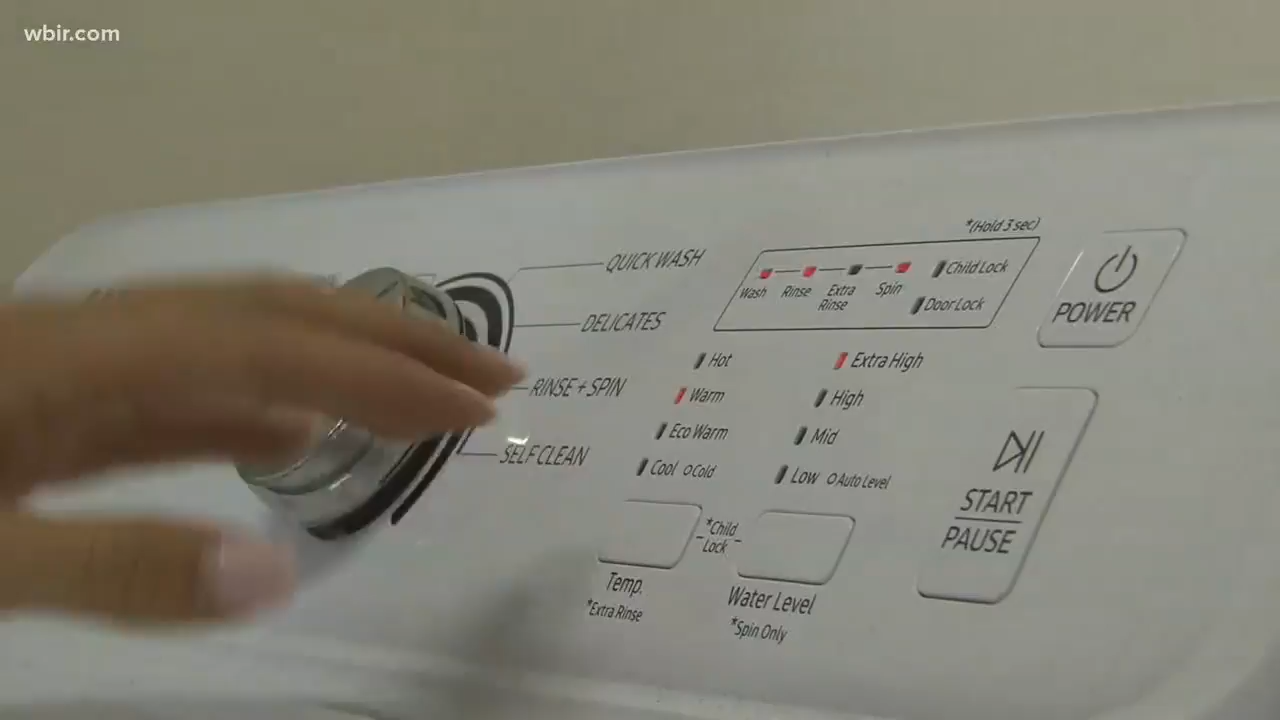 wbir.com
*(Hold 3 sec)
QUICK WASH
DELICATES
RINSE + SPIN
SELF CLEAN
Wash Rinse Extra Rinse Spin
Child Lock
Door Lock
POWER
Hot
Warm
Eco Warm
Cool Cold
Extra High
High
Mid
Low Auto Level
START
PAUSE
*Child
Lock
Temp.
*Extra Rinse
Water Level
*Spin Only